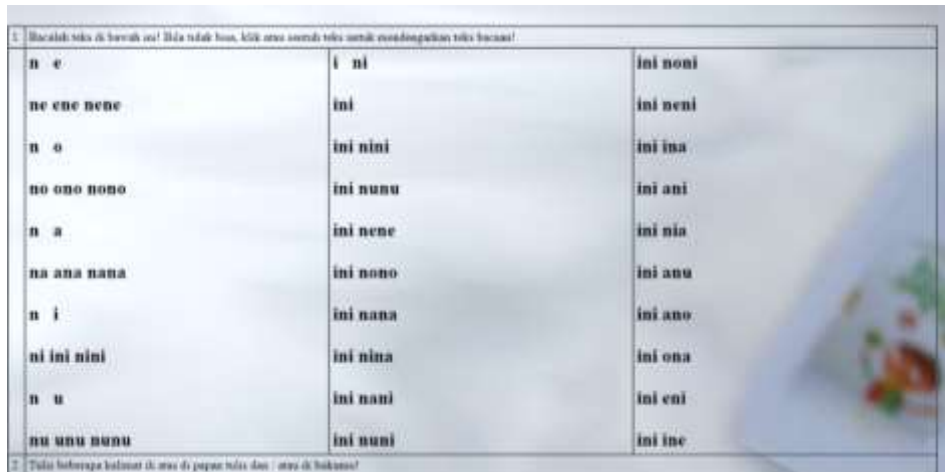 1 Bacalah teks di bawah ini! Bila tidak bisa, klik atau sentuh teks untuk mendengarkan teks bacaan!
n e
ne ene nene
n o
no ono nono
n a
na ana nana
n i
ni ini nini
n u
nu unu nunu
i ni
ini
ini nini
ini nunu
ini nene
ini nono
ini nana
ini nina
ini nani
ini nuni
ini noni
ini neni
ini ina
ini ani
ini nia
ini anu
ini ano
ini ona
ini eni
ini ine
2 Tulis beberapa kalimat di atas di papan tulis dan / atau di bukumu!